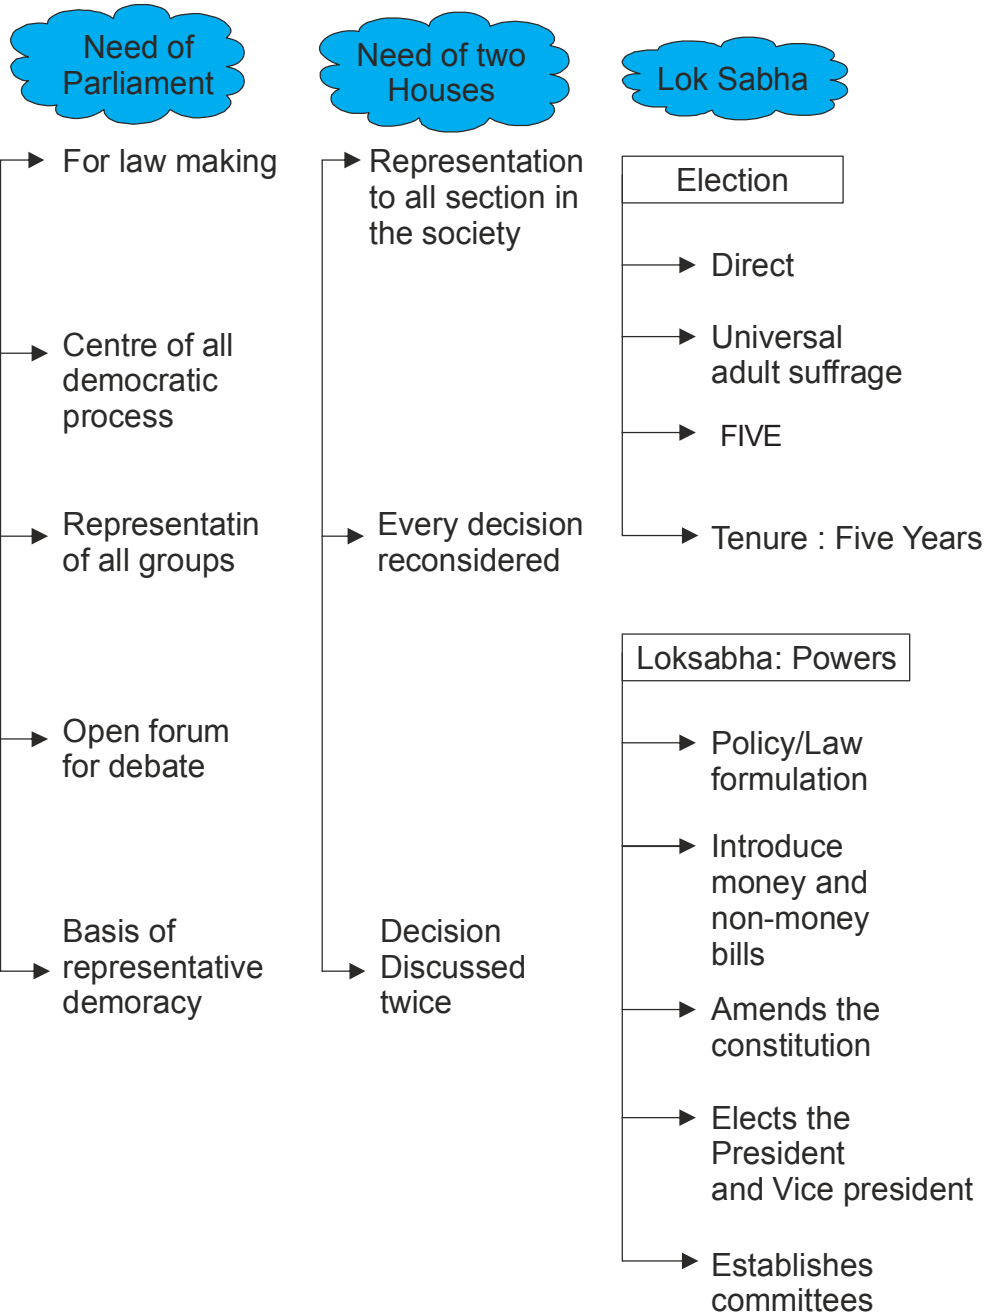 Need of
Parliament
For law making
Centre of all
democratic
process
Representatin
of all groups
Open forum
for debate
Basis of
representative
demoracy
Need of two
Houses
Representation
to all section in
the society
Every decision
reconsidered
Decision
Discussed
twice
Lok Sabha
Election
Direct
Universal
adult suffrage
FIVE
Tenure : Five Years
Loksabha: Powers
Policy/Law
formulation
Introduce
money and
non-money
bills
Amends the
constitution
Elects the
President
and Vice president
Establishes
committees